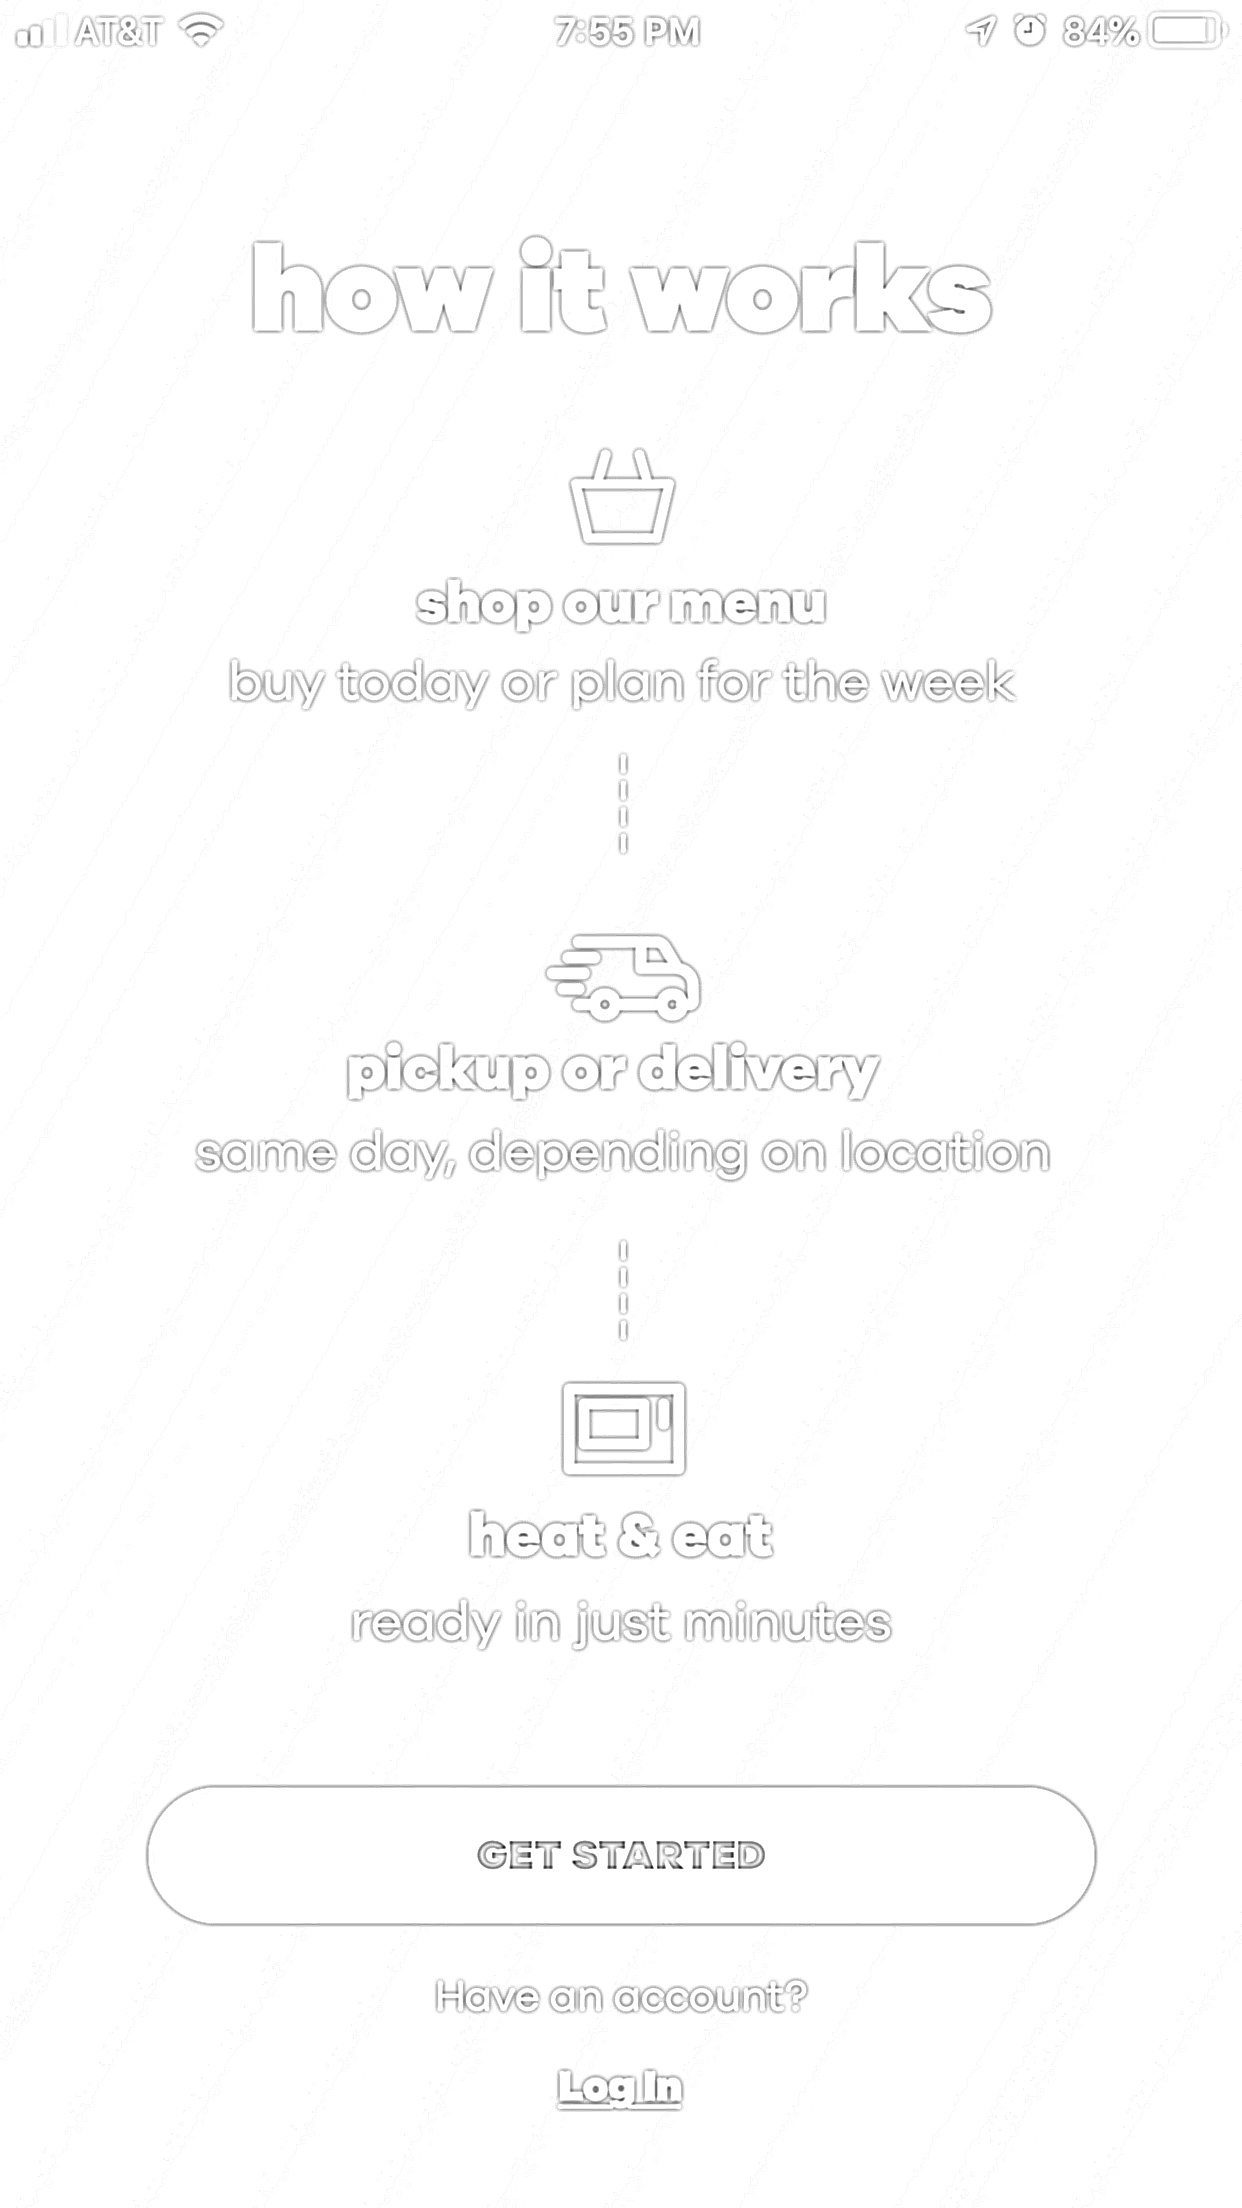 AT&T 7:55 PM 84%
how it works
shop our menu
buy today or plan for the week
pickup or delivery
same day, depending on location
heat & eat
ready in just minutes
GET STARTED
Have an account?
Log In